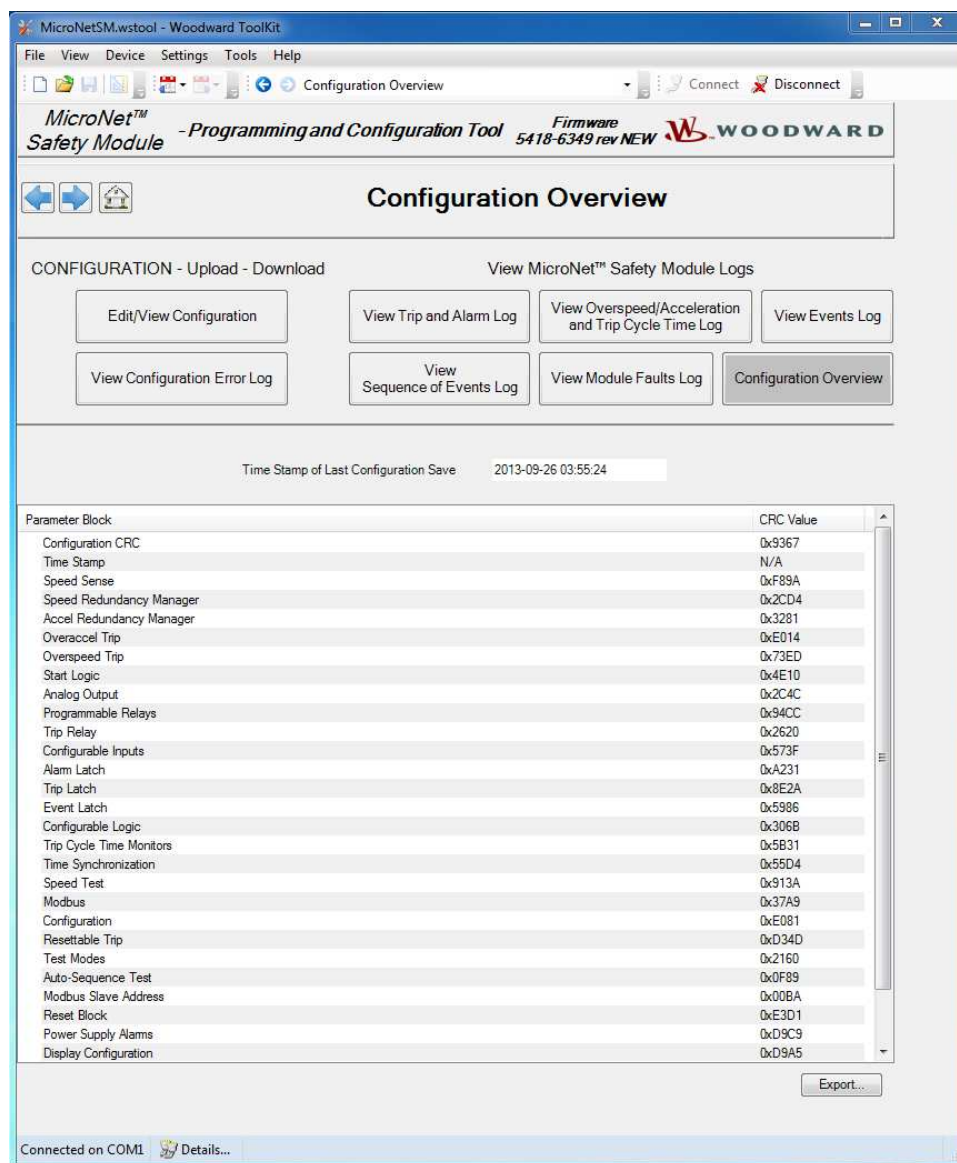 MicroNetSM.wstool - Woodward ToolKit
File View Device Settings Tools Help
Configuration Overview Connect Disconnect
MicroNet™ Safety Module - Programming and Configuration Tool Firmware 5418-6349 rev NEW WOODWARD
Configuration Overview
CONFIGURATION - Upload - Download View MicroNet™ Safety Module Logs
Edit/View Configuration View Trip and Alarm Log View Overspeed/Acceleration and Trip Cycle Time Log View Events Log
View Configuration Error Log View Sequence of Events Log View Module Faults Log Configuration Overview
Time Stamp of Last Configuration Save 2013-09-26 03:55:24
Parameter Block CRC Value
Configuration CRC 0x9367
Time Stamp N/A
Speed Sense 0xF89A
Speed Redundancy Manager 0x2CD4
Accel Redundancy Manager 0x3281
Overaccel Trip 0xE014
Overspeed Trip 0x73ED
Start Logic 0x4E10
Analog Output 0x2C4C
Programmable Relays 0x94CC
Trip Relay 0x2620
Configurable Inputs 0x573F
Alarm Latch 0xA231
Trip Latch 0x8E2A
Event Latch 0x5986
Configurable Logic 0x306B
Trip Cycle Time Monitors 0x5B31
Time Synchronization 0x55D4
Speed Test 0x913A
Modbus 0x37A9
Configuration 0xE081
Resettable Trip 0xD34D
Test Modes 0x2160
Auto-Sequence Test 0x0F89
Modbus Slave Address 0x00BA
Reset Block 0xE3D1
Power Supply Alarms 0xD9C9
Display Configuration 0xD9A5
Export...
Connected on COM1 Details...